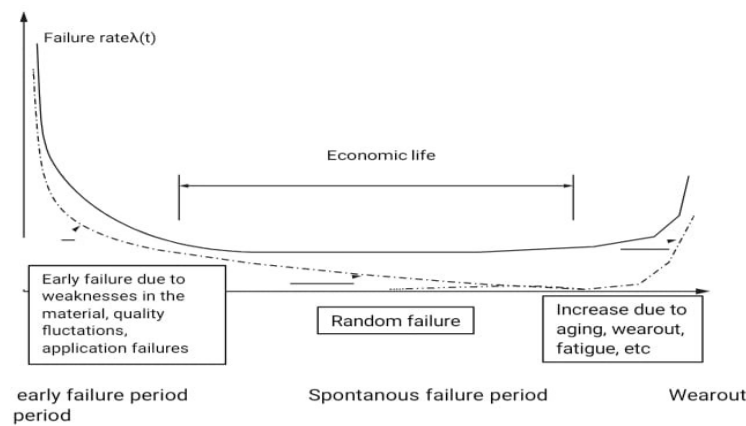 Failure rateλ(t)
Economic life
Early failure due to
weaknesses in the
material, quality
fluctations,
application failures
Random failure
Increase due to
aging, wearout,
fatigue, etc
early failure period
Spontanous failure period
Wearout
period